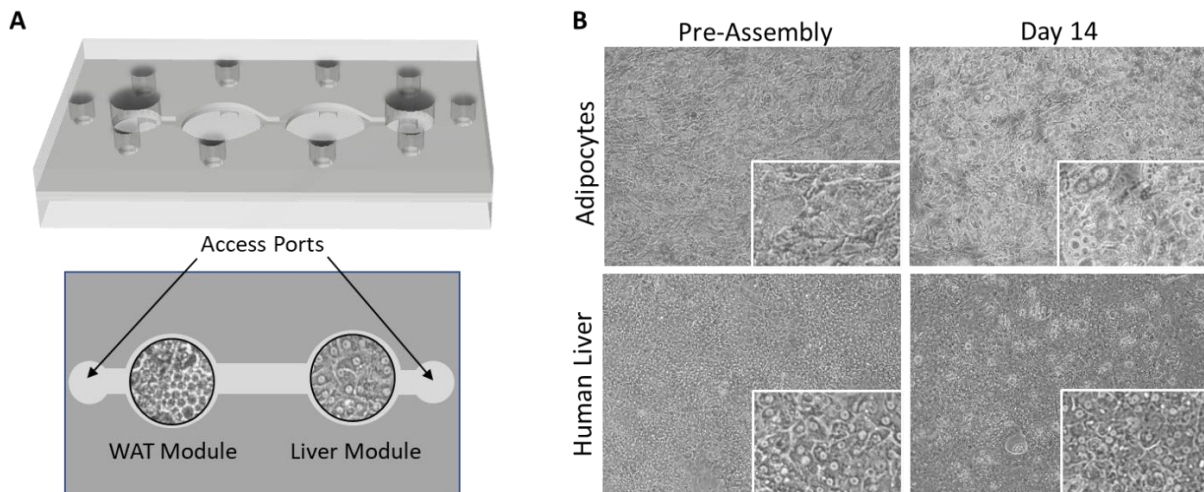 A
Access Ports
WAT Module
Liver Module
B
Pre-Assembly
Day 14
Adipocytes
Human Liver